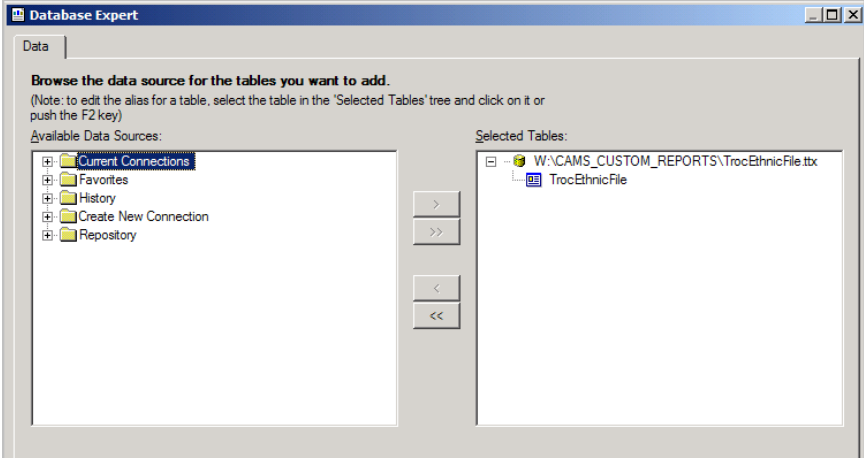 Database Expert
Data
Browse the data source for the tables you want to add.
(Note: to edit the alias for a table, select the table in the 'Selected Tables' tree and click on it or
push the F2 key)
Available Data Sources:
Selected Tables:
Current Connections
Favorites
History
Create New Connection
Repository
>
>>
<
<<
W:\CAMS_CUSTOM_REPORTS\TrocEthnicFile.ttx
TrocEthnicFile